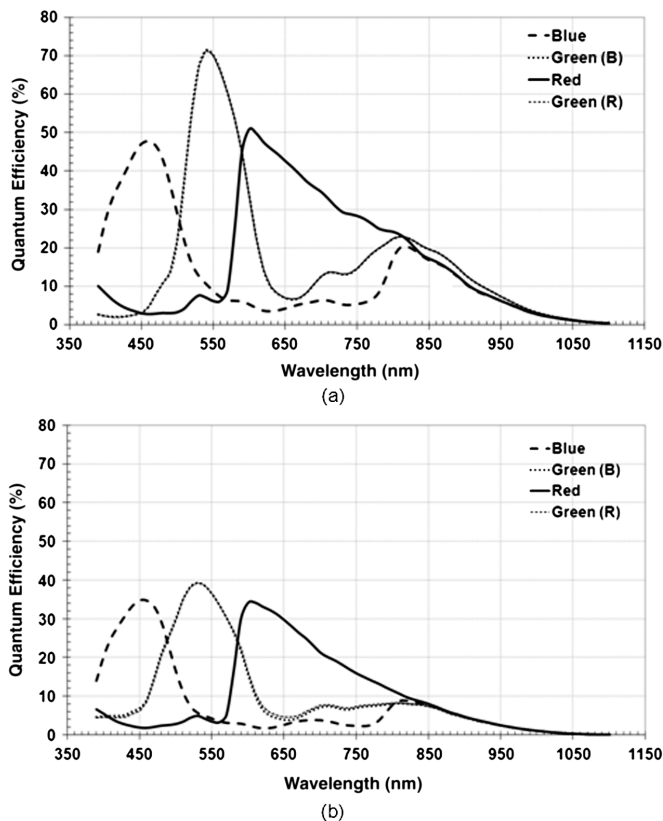 80
70
60
50
40
30
20
10
0
Quantum Efficiency (%)
Blue
Green (B)
Red
Green (R)
350 450 550 650 750 850 950 1050 1150
Wavelength (nm)
(a)
80
70
60
50
40
30
20
10
0
Quantum Efficiency (%)
Blue
Green (B)
Red
Green (R)
350 450 550 650 750 850 950 1050 1150
Wavelength (nm)
(b)